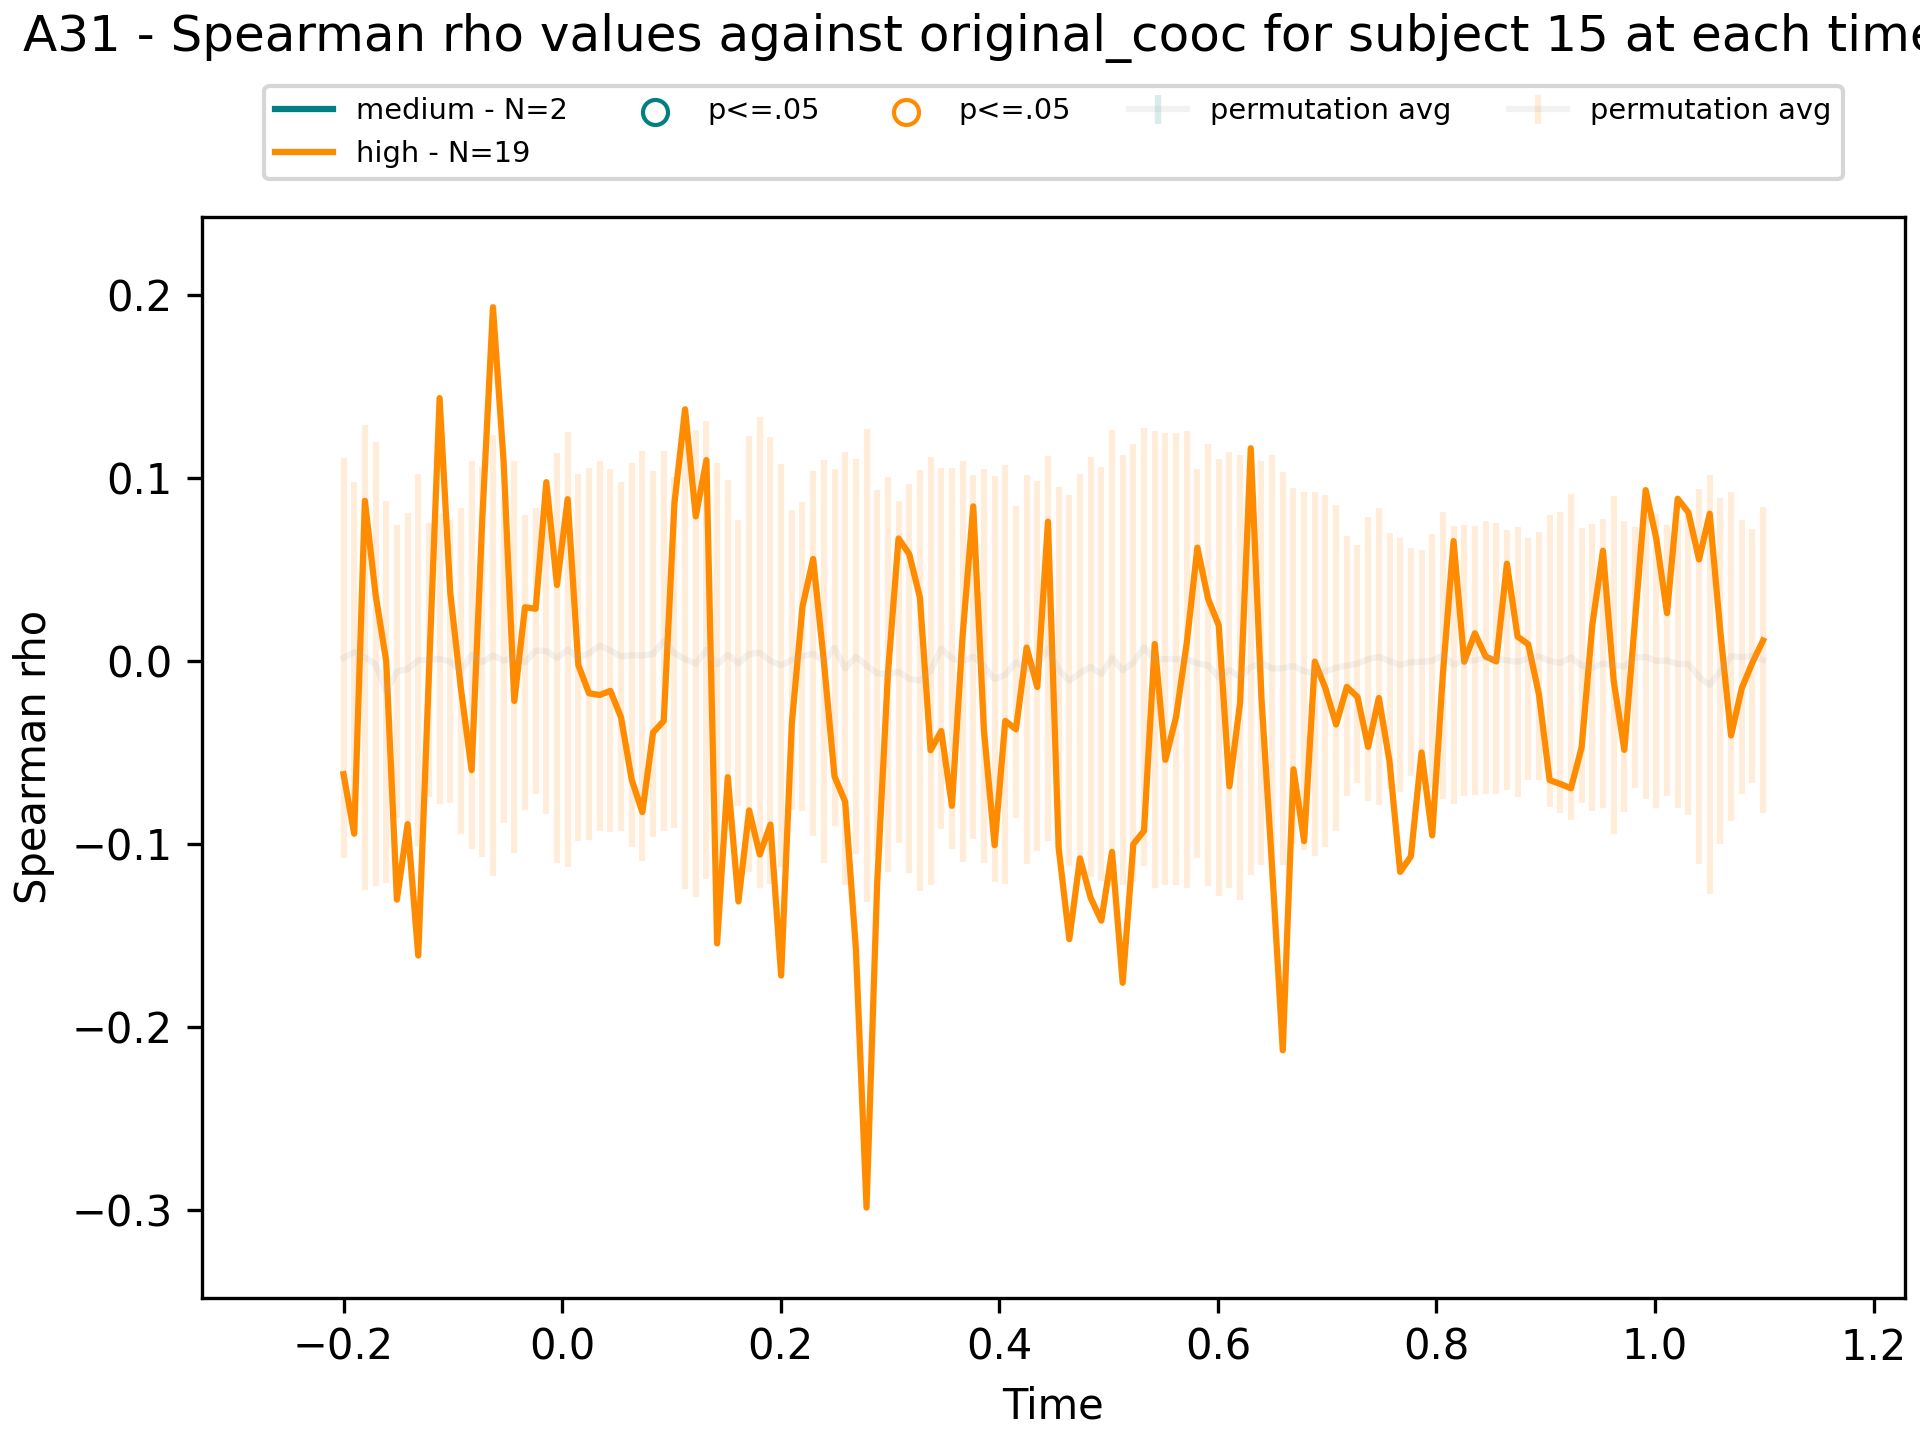 A31 - Spearman rho values against original_cooc for subject 15 at each time
medium - N=2 p<=.05 p<=.05 permutation avg permutation avg
high - N=19
0.2
0.1
0.0
−0.1
−0.2
−0.3
Spearman rho
−0.2 0.0 0.2 0.4 0.6 0.8 1.0 1.2
Time